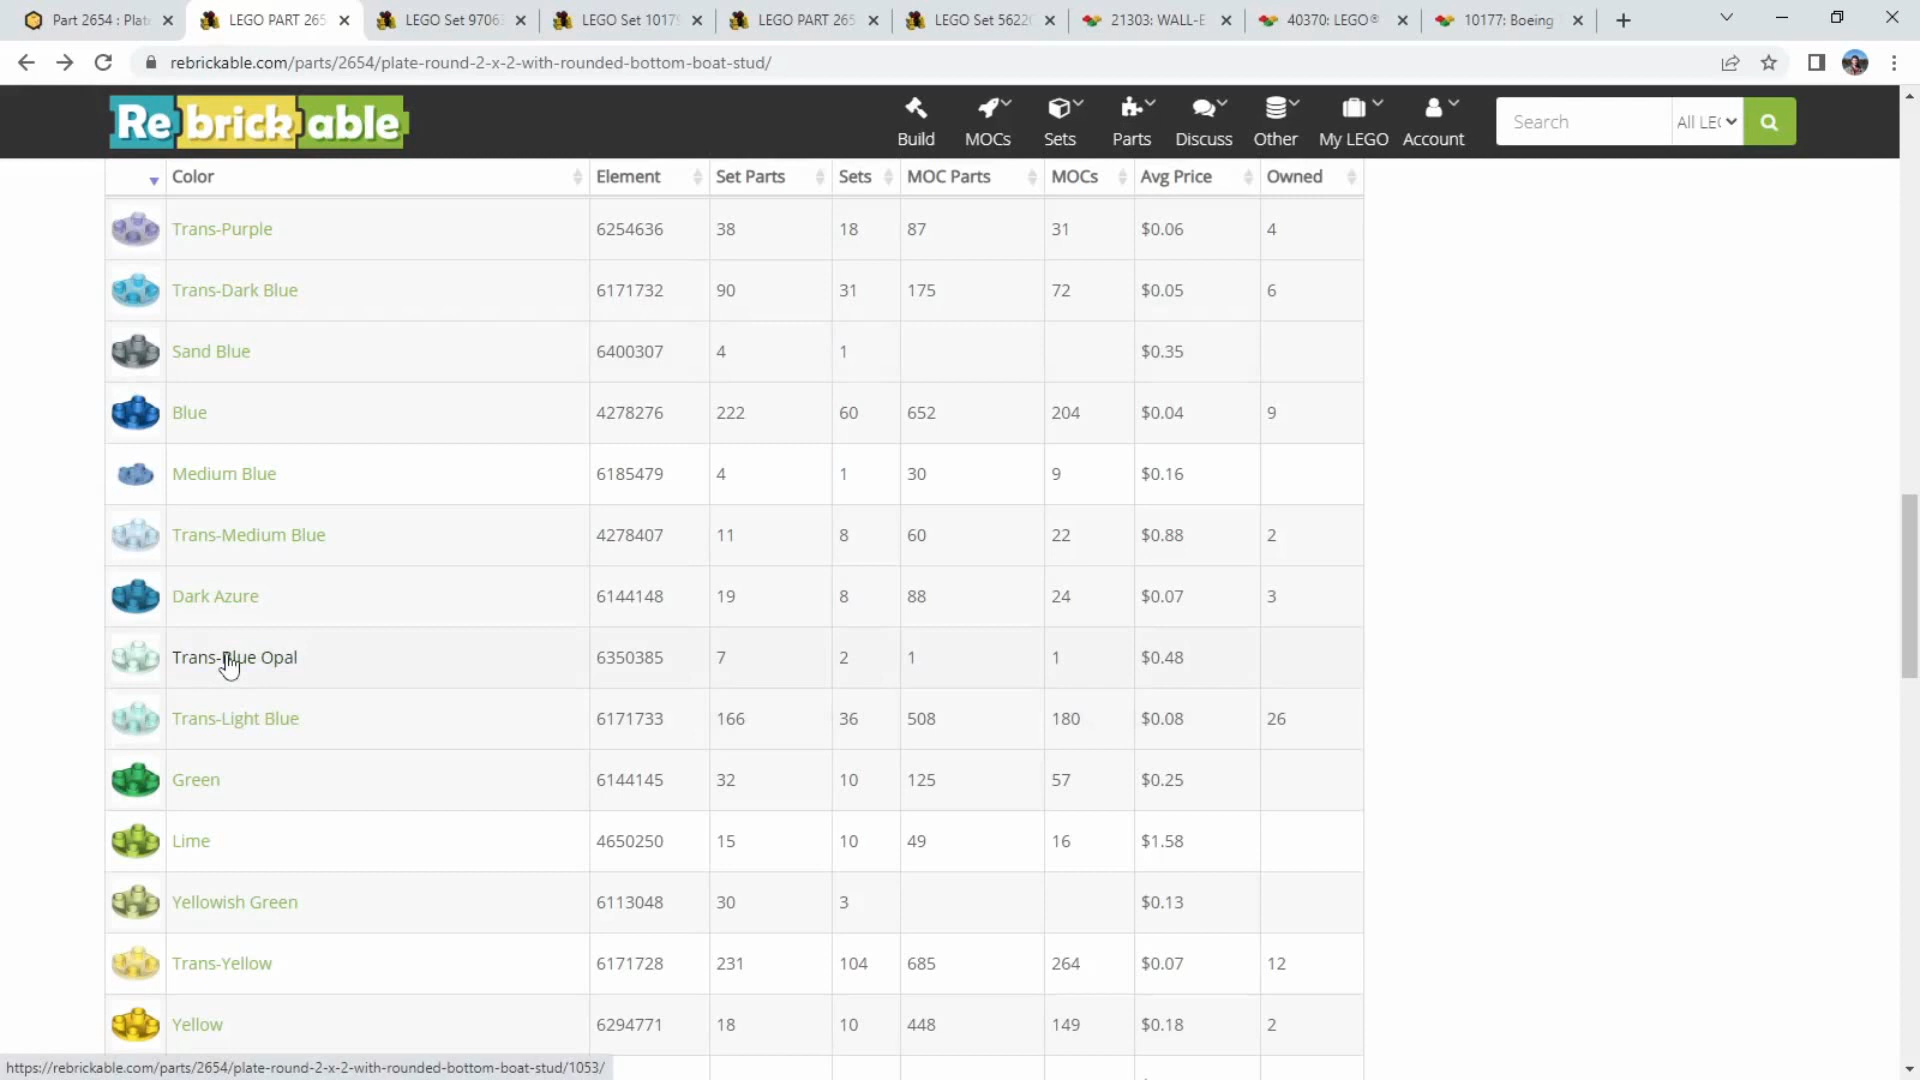 Part 2654 : Plat
LEGO PART 265
LEGO Set 9706
LEGO Set 1017
LEGO PART 265
LEGO Set 5622
21303: WALL-E
40370: LEGO®
10177: Boeing
rebrickable.com/parts/2654/plate-round-2-x-2-with-rounded-bottom-boat-stud/
Rebrickable
Build
MOCs
Sets
Parts
Discuss
Other
My LEGO
Account
Search
All LEG
Color Element Set Parts Sets MOC Parts MOCs Avg Price Owned
Trans-Purple 6254636 38 18 87 31 $0.06 4
Trans-Dark Blue 6171732 90 31 175 72 $0.05 6
Sand Blue 6400307 4 1 $0.35
Blue 4278276 222 60 652 204 $0.04 9
Medium Blue 6185479 4 1 30 9 $0.16
Trans-Medium Blue 4278407 11 8 60 22 $0.88 2
Dark Azure 6144148 19 8 88 24 $0.07 3
Trans-Blue Opal 6350385 7 2 1 1 $0.48
Trans-Light Blue 6171733 166 36 508 180 $0.08 26
Green 6144145 32 10 125 57 $0.25
Lime 4650250 15 10 49 16 $1.58
Yellowish Green 6113048 30 3 $0.13
Trans-Yellow 6171728 231 104 685 264 $0.07 12
Yellow 6294771 18 10 448 149 $0.18 2
https://rebrickable.com/parts/2654/plate-round-2-x-2-with-rounded-bottom-boat-stud/1053/